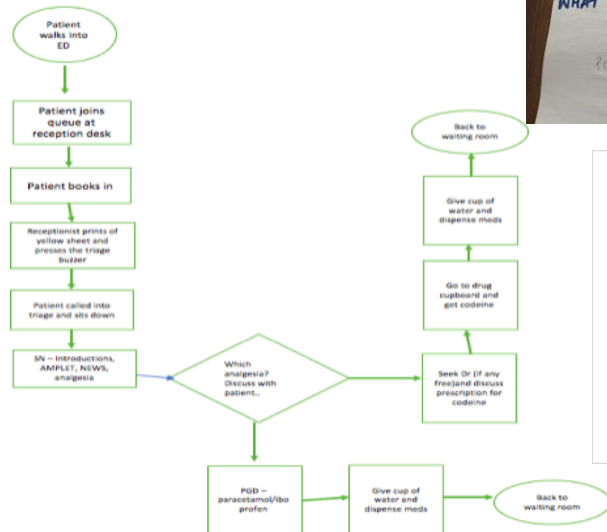 Patient
walks into
ED
Patient joins
queue at
reception desk
Patient books in
Receptionist prints of
yellow sheet and
presses the triage
buzzer
Patient called into
triage and sits down
SN – Introductions,
AMPLET, NEWS,
analgesia
Which
analgesia?
Discuss with
patient..
Seek Dr (if any
free)and discuss
prescription for
codeine
Go to drug
cupboard and
get codeine
Give cup of
water and
dispense meds
Back to
waiting room
PGD –
paracetamol/ibo
profen
Give cup of
water and
dispense meds
Back to
waiting room
WHAT